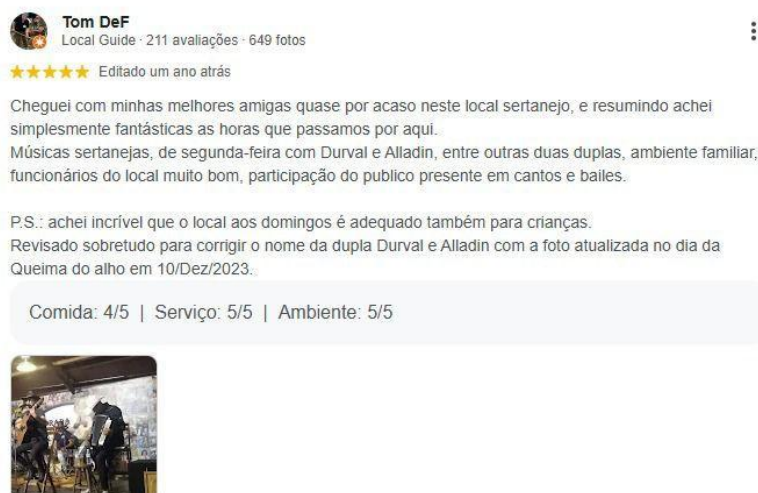 Tom DeF
Local Guide · 211 avaliações · 649 fotos
Editado um ano atrás
Cheguei com minhas melhores amigas quase por acaso neste local sertanejo, e resumindo achei
simplesmente fantásticas as horas que passamos por aqui.
Músicas sertanejas, de segunda-feira com Durval e Alladin, entre outras duas duplas, ambiente familiar,
funcionários do local muito bom, participação do publico presente em cantos e bailes.
P.S.: achei incrível que o local aos domingos é adequado também para crianças.
Revisado sobretudo para corrigir o nome da dupla Durval e Alladin com a foto atualizada no dia da
Queima do alho em 10/Dez/2023.
Comida: 4/5 | Serviço: 5/5 | Ambiente: 5/5